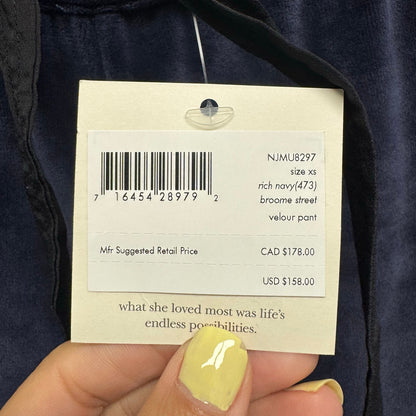 NJMU8297
size xs
rich navy(473)
broome street
velour pant
7 16454 28979 2
Mfr Suggested Retail Price CAD $178.00
USD $158.00
what she loved most was life's
endless possibilities.